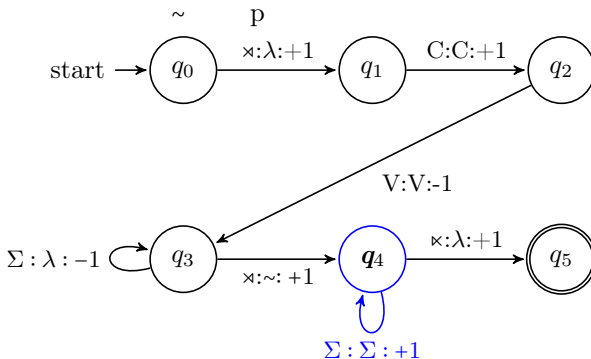 ~ p
start q0 ⋊:λ:+1 q1 C:C:+1 q2
V:V:-1
Σ : λ : −1 q3 ⋊:~: +1 q4 ⋉:λ:+1 q5
Σ : Σ : +1